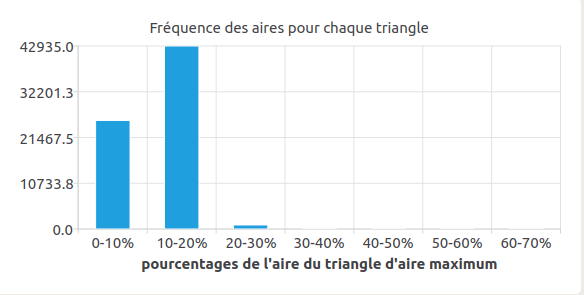 Fréquence des aires pour chaque triangle
42935.0
32201.3
21467.5
10733.8
0.0
0-10% 10-20% 20-30% 30-40% 40-50% 50-60% 60-70%
pourcentages de l'aire du triangle d'aire maximum